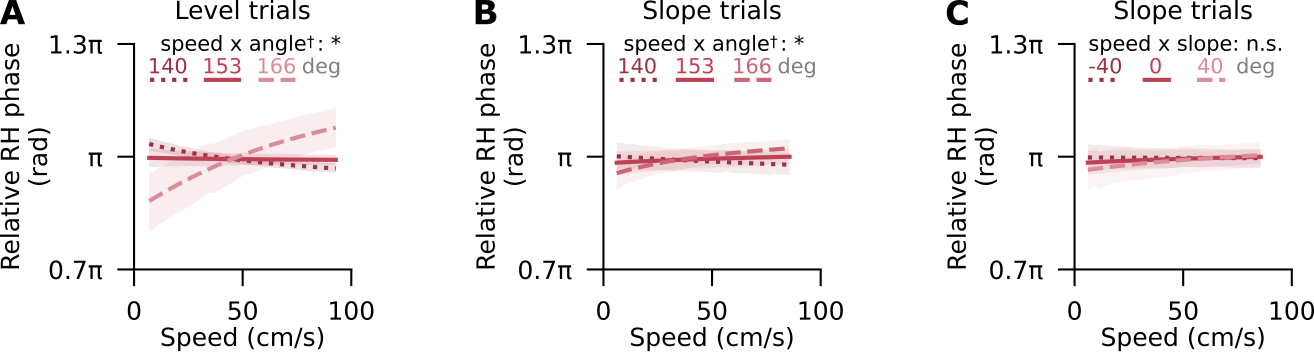 A
Level trials
speed x angle†: *
140 153 166 deg
1.3π
π
0.7π
Relative RH phase
(rad)
0 50 100
Speed (cm/s)
B
Slope trials
speed x angle†: *
140 153 166 deg
1.3π
π
0.7π
Relative RH phase
(rad)
0 50 100
Speed (cm/s)
C
Slope trials
speed x slope: n.s.
-40 0 40 deg
1.3π
π
0.7π
Relative RH phase
(rad)
0 50 100
Speed (cm/s)